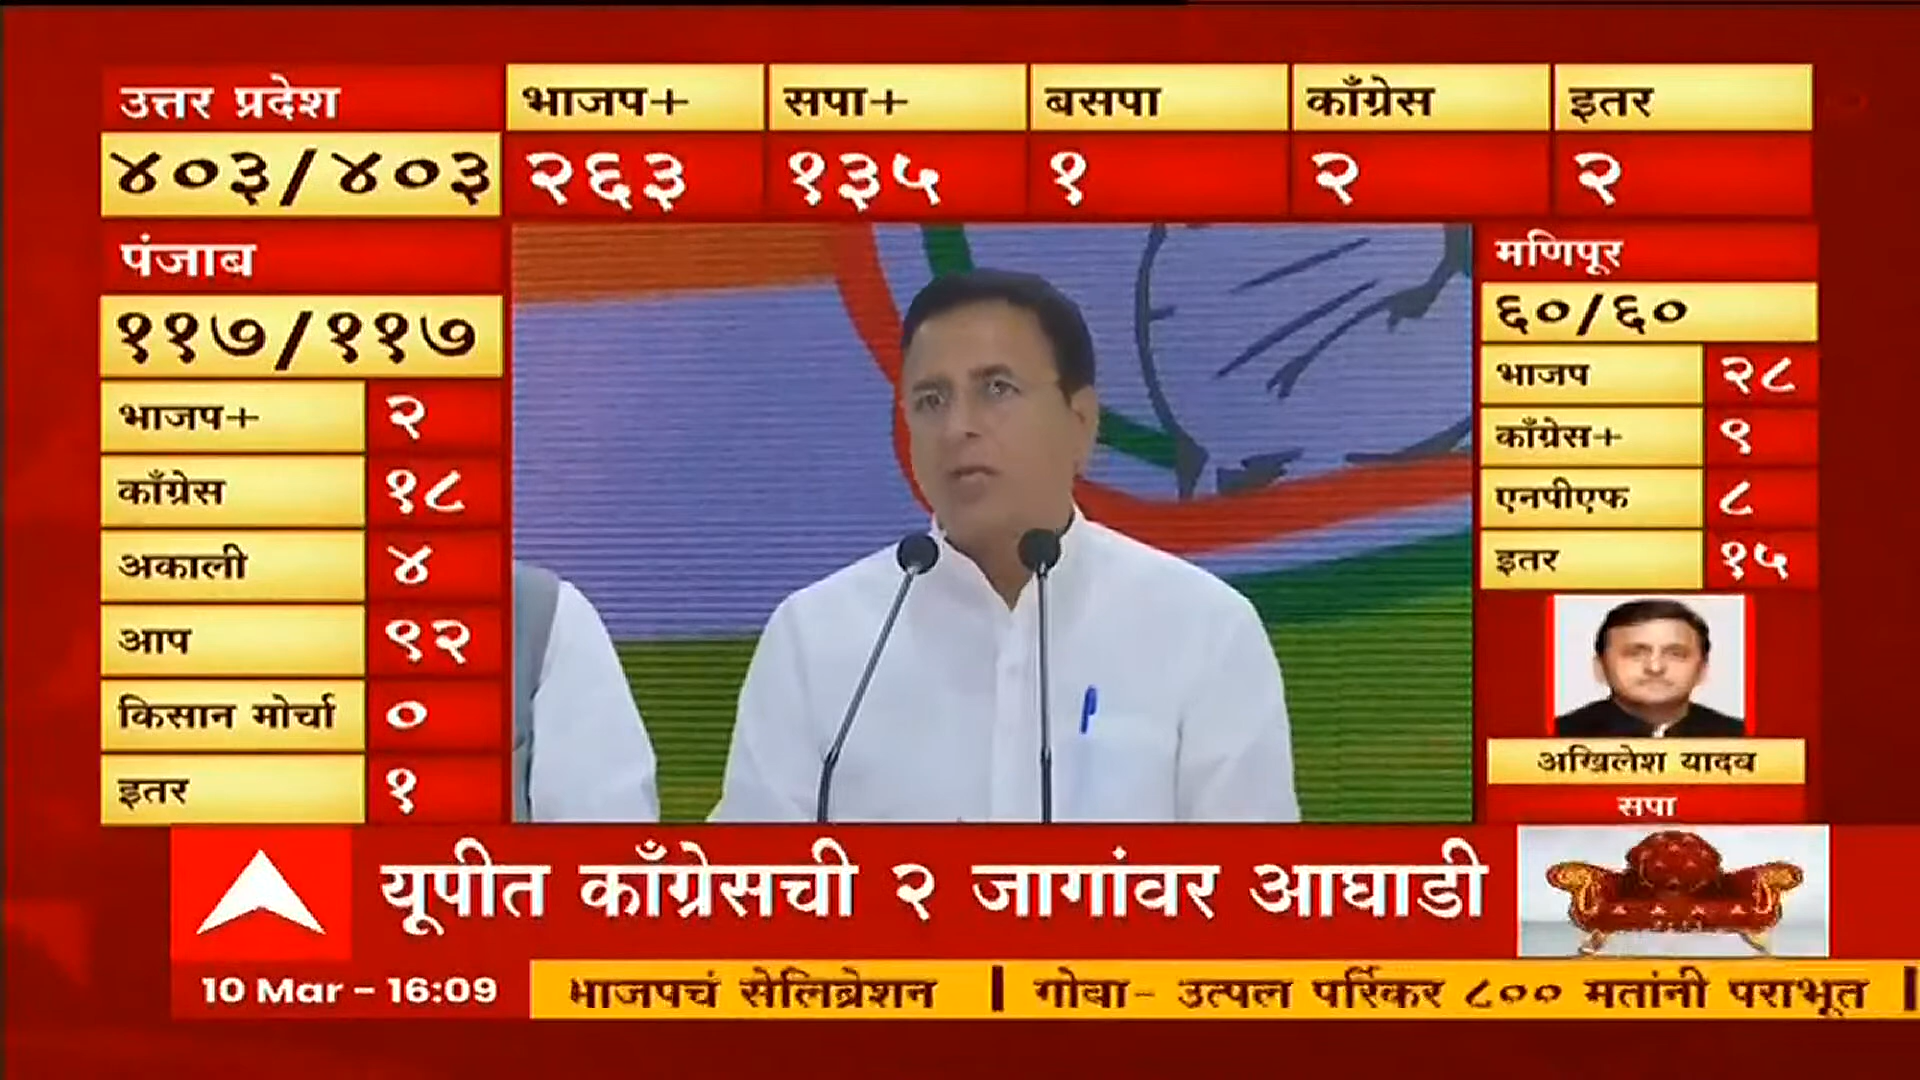 उत्तर प्रदेश
भाजप+ सपा+ बसपा काँग्रेस इतर
४०३/४०३ २६३ १३५ १ २ २
पंजाब
११७/११७
भाजप+ २
काँग्रेस १८
अकाली ४
आप ९२
किसान मोर्चा ०
इतर १
मणिपूर
६०/६०
भाजप २८
काँग्रेस+ ९
एनपीएफ ८
इतर १५
अखिलेश यादव
सपा
यूपीत काँग्रेसची २ जागांवर आघाडी
10 Mar - 16:09
भाजपचं सेलिब्रेशन | गोवा- उत्पल पर्रिकर ८०० मतांनी पराभूत |